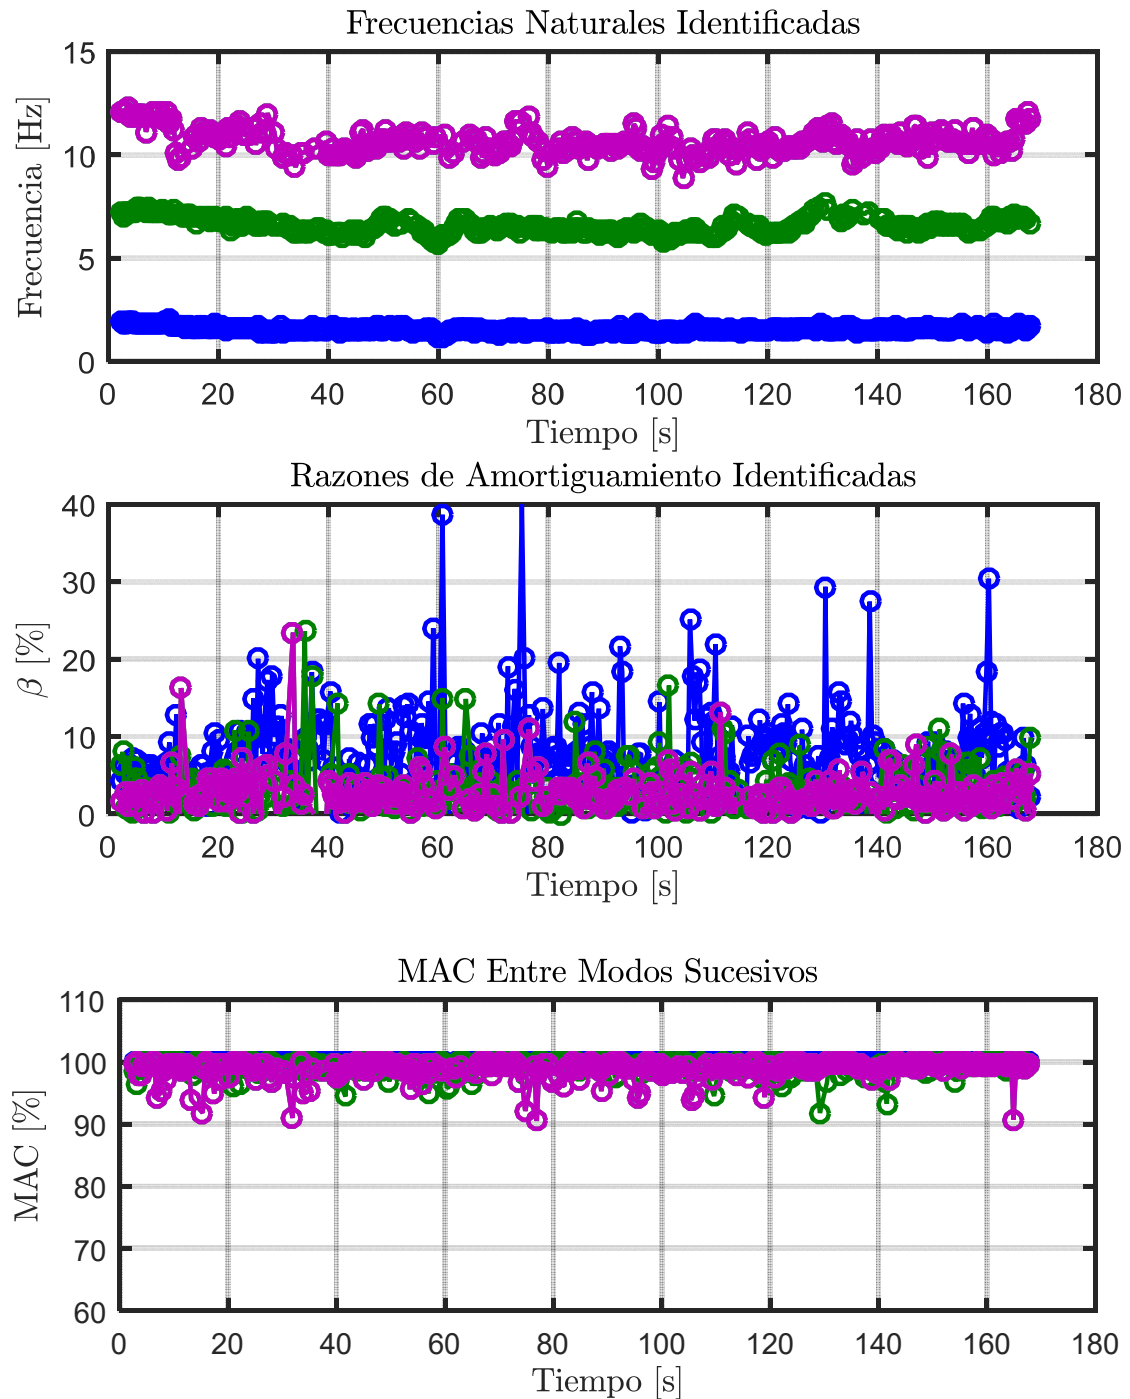 Frecuencias Naturales Identificadas
Frecuencia [Hz]
15
10
5
0
0 20 40 60 80 100 120 140 160 180
Tiempo [s]
Razones de Amortiguamiento Identificadas
β [%]
40
30
20
10
0
0 20 40 60 80 100 120 140 160 180
Tiempo [s]
MAC Entre Modos Sucesivos
MAC [%]
110
100
90
80
70
60
0 20 40 60 80 100 120 140 160 180
Tiempo [s]